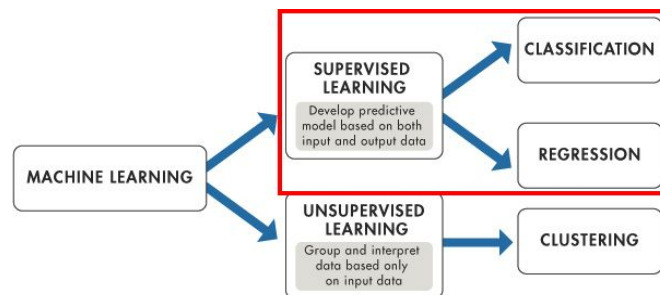 CLASSIFICATION
SUPERVISED
LEARNING
Develop predictive
model based on both
input and output data
REGRESSION
MACHINE LEARNING
UNSUPERVISED
LEARNING
Group and interpret
data based only
on input data
CLUSTERING